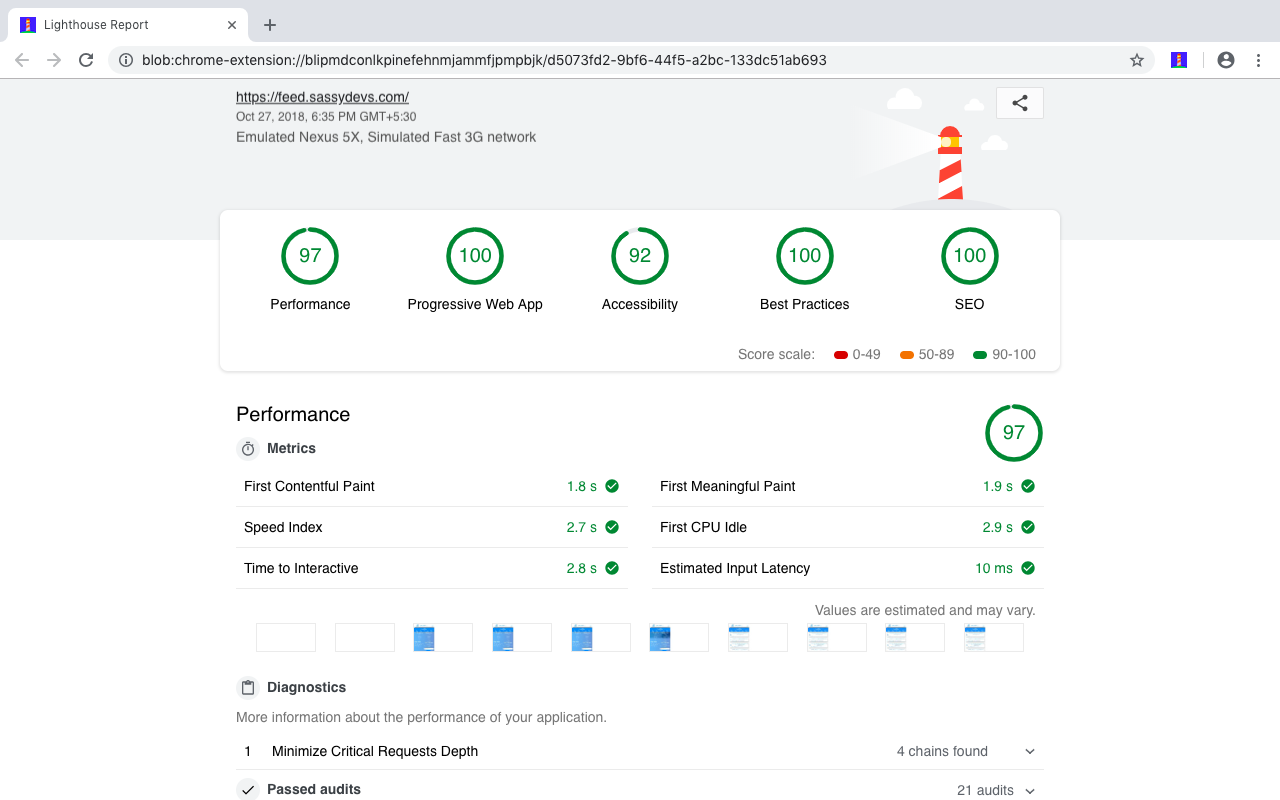 Lighthouse Report
blob:chrome-extension://blipmdconlkpinefehnmjammfjpmpbjk/d5073fd2-9bf6-44f5-a2bc-133dc51ab693
https://feed.sassydevs.com/
Oct 27, 2018, 6:35 PM GMT+5:30
Emulated Nexus 5X, Simulated Fast 3G network
97 100 92 100 100
Performance Progressive Web App Accessibility Best Practices SEO
Score scale: 0-49 50-89 90-100
Performance
97
Metrics
First Contentful Paint 1.8 s First Meaningful Paint 1.9 s
Speed Index 2.7 s First CPU Idle 2.9 s
Time to Interactive 2.8 s Estimated Input Latency 10 ms
Values are estimated and may vary.
Diagnostics
More information about the performance of your application.
1 Minimize Critical Requests Depth 4 chains found
Passed audits 21 audits